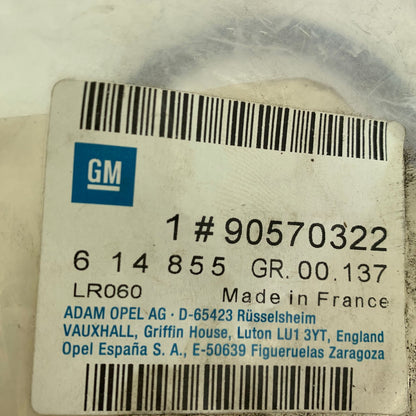 GM
1 # 90570322
6 14 855 GR. 00.137
LR060 Made in France
ADAM OPEL AG · D-65423 Rüsselsheim
VAUXHALL, Griffin House, Luton LU1 3YT, England
Opel España S. A., E-50639 Figueruelas Zaragoza